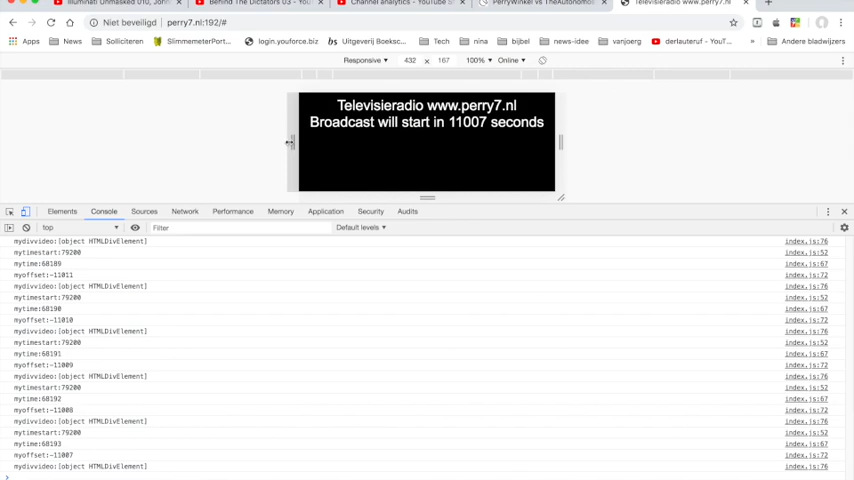 Illuminati Unmasked 010, John
Behind The Dictators 03 - YouT
Channel analytics - YouTube S
PerryWinkel vs TheAutonomos
Televisieradio www.perry7.nl
Niet beveiligd | perry7.nl:192/#
Apps News Solliciteren SlimmemeterPort... login.youforce.biz Uitgeverij Boeksc... Tech nina bijbel news-idee vanjoerg derlauteruf - YouT... » Andere bladwijzers
Responsive ▾ 432 × 167 100% ▾ Online ▾
Televisieradio www.perry7.nl
Broadcast will start in 11007 seconds
Elements Console Sources Network Performance Memory Application Security Audits
top Filter Default levels ▾
mydivvideo:[object HTMLDivElement] index.js:76
mytimestart:79200 index.js:52
mytime:68189 index.js:67
myoffset:-11011 index.js:72
mydivvideo:[object HTMLDivElement] index.js:76
mytimestart:79200 index.js:52
mytime:68190 index.js:67
myoffset:-11010 index.js:72
mydivvideo:[object HTMLDivElement] index.js:76
mytimestart:79200 index.js:52
mytime:68191 index.js:67
myoffset:-11009 index.js:72
mydivvideo:[object HTMLDivElement] index.js:76
mytimestart:79200 index.js:52
mytime:68192 index.js:67
myoffset:-11008 index.js:72
mydivvideo:[object HTMLDivElement] index.js:76
mytimestart:79200 index.js:52
mytime:68193 index.js:67
myoffset:-11007 index.js:72
mydivvideo:[object HTMLDivElement] index.js:76